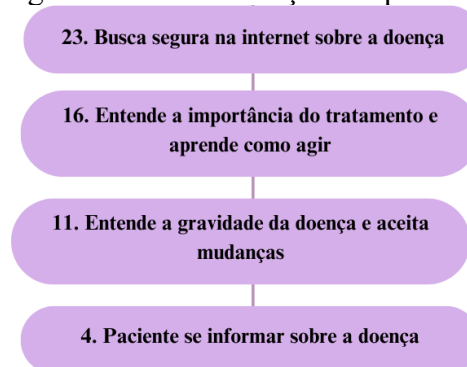 23. Busca segura na internet sobre a doença
16. Entende a importância do tratamento e
aprende como agir
11. Entende a gravidade da doença e aceita
mudanças
4. Paciente se informar sobre a doença